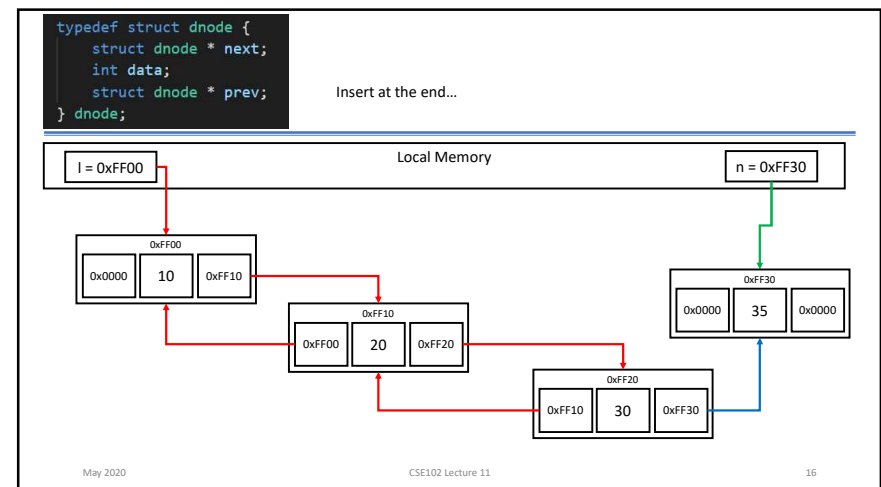 typedef struct dnode {
struct dnode * next;
int data;
struct dnode * prev;
} dnode;
Insert at the end…
Local Memory
l = 0xFF00
n = 0xFF30
0xFF00
0x0000 10 0xFF10
0xFF30
0x0000 35 0x0000
0xFF10
0xFF00 20 0xFF20
0xFF20
0xFF10 30 0xFF30
May 2020 CSE102 Lecture 11 16